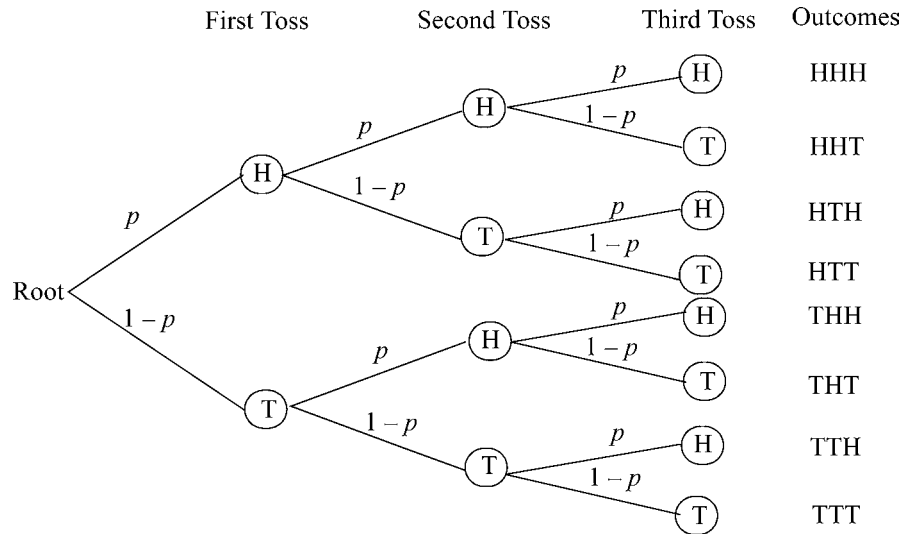 First Toss Second Toss Third Toss Outcomes
p H HHH
H
p 1 – p
T HHT
H
p 1 – p p H HTH
T
1 – p
T HTT
Root
p H THH
1 – p H
p 1 – p
T THT
T
1 – p p H TTH
T
1 – p
T TTT